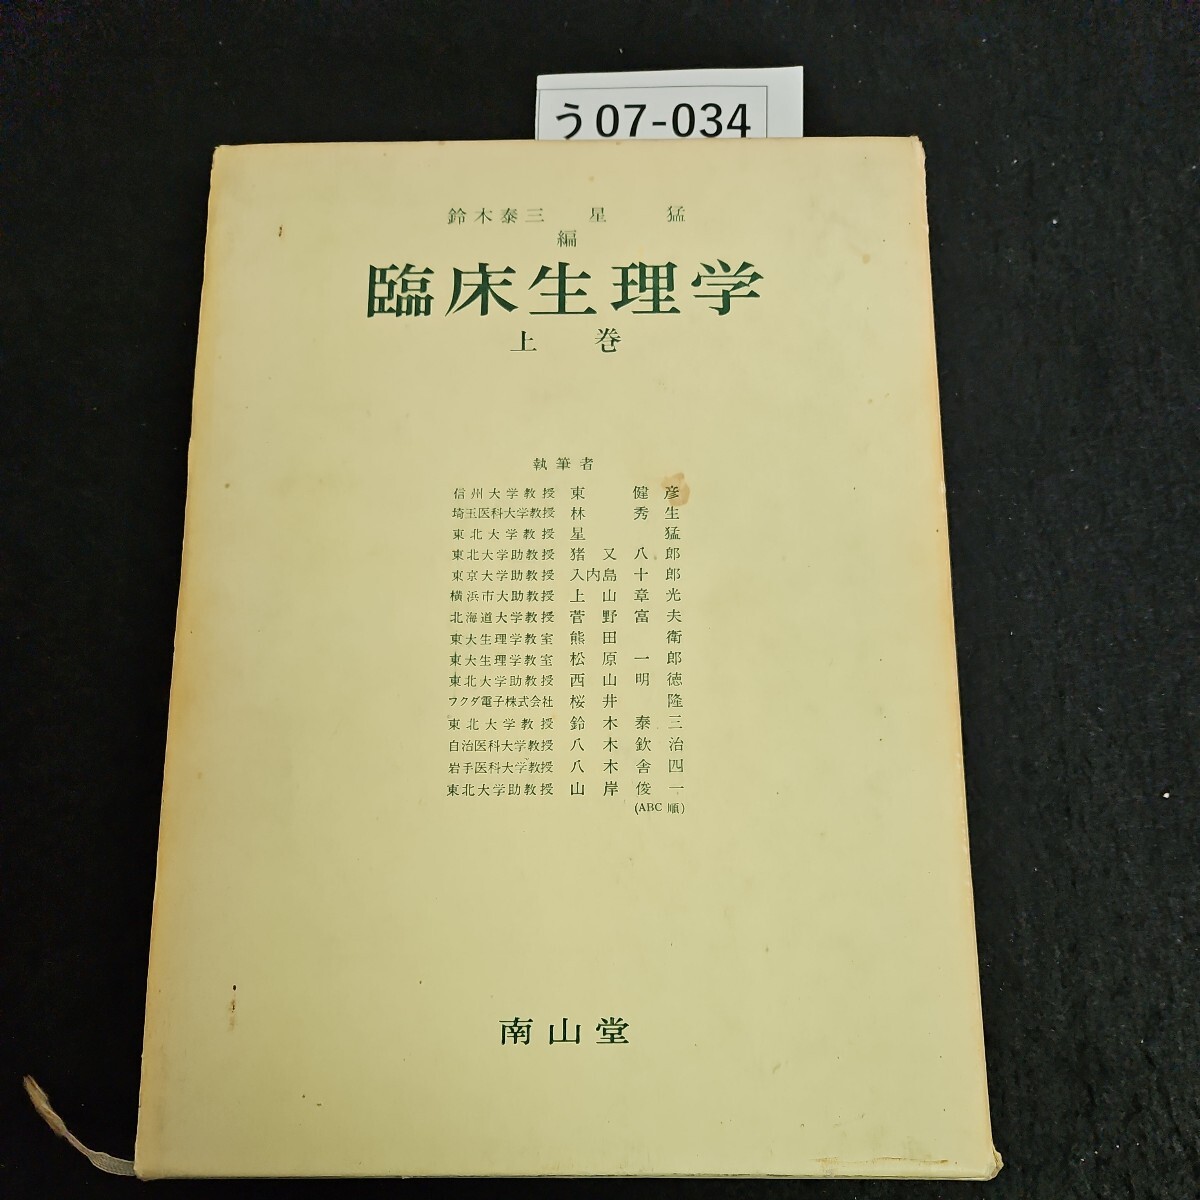 う07-034
鈴木泰三 星 猛
編
臨床生理学
上巻
執筆者
信州大学教授 東 健彦
埼玉医科大学教授 林 秀生
東北大学教授 星 猛
東北大学助教授 猪又八郎
東京大学助教授 入内島十郎
横浜市大助教授 上山章光
北海道大学教授 菅野富夫
東大生理学教室 熊田 衛
東大生理学教室 松原一郎
東北大学助教授 西山明徳
フクダ電子株式会社 桜井 隆
東北大学教授 鈴木泰三
自治医科大学教授 八木欽治
岩手医科大学教授 八木舎四
東北大学助教授 山岸俊一
(ABC順)
南山堂